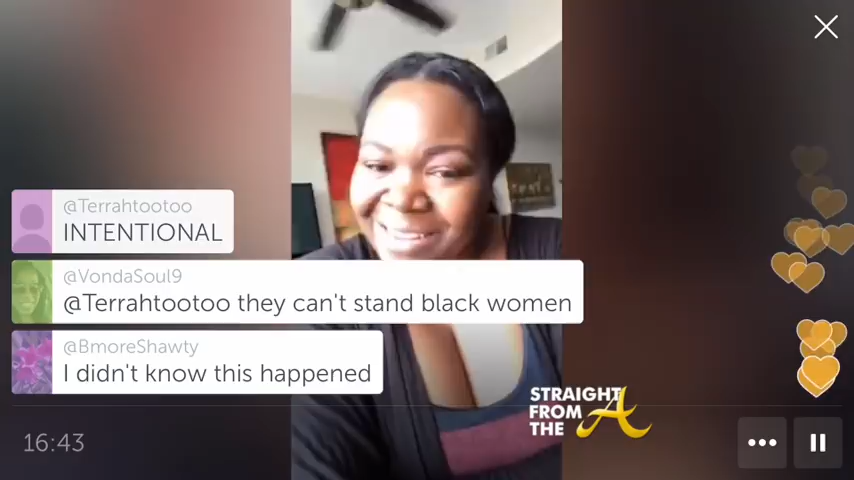 @Terrahtootoo
INTENTIONAL
@VondaSoul9
@Terrahtootoo they can't stand black women
@BmoreShawty
I didn't know this happened
STRAIGHT
FROM
THE A
16:43